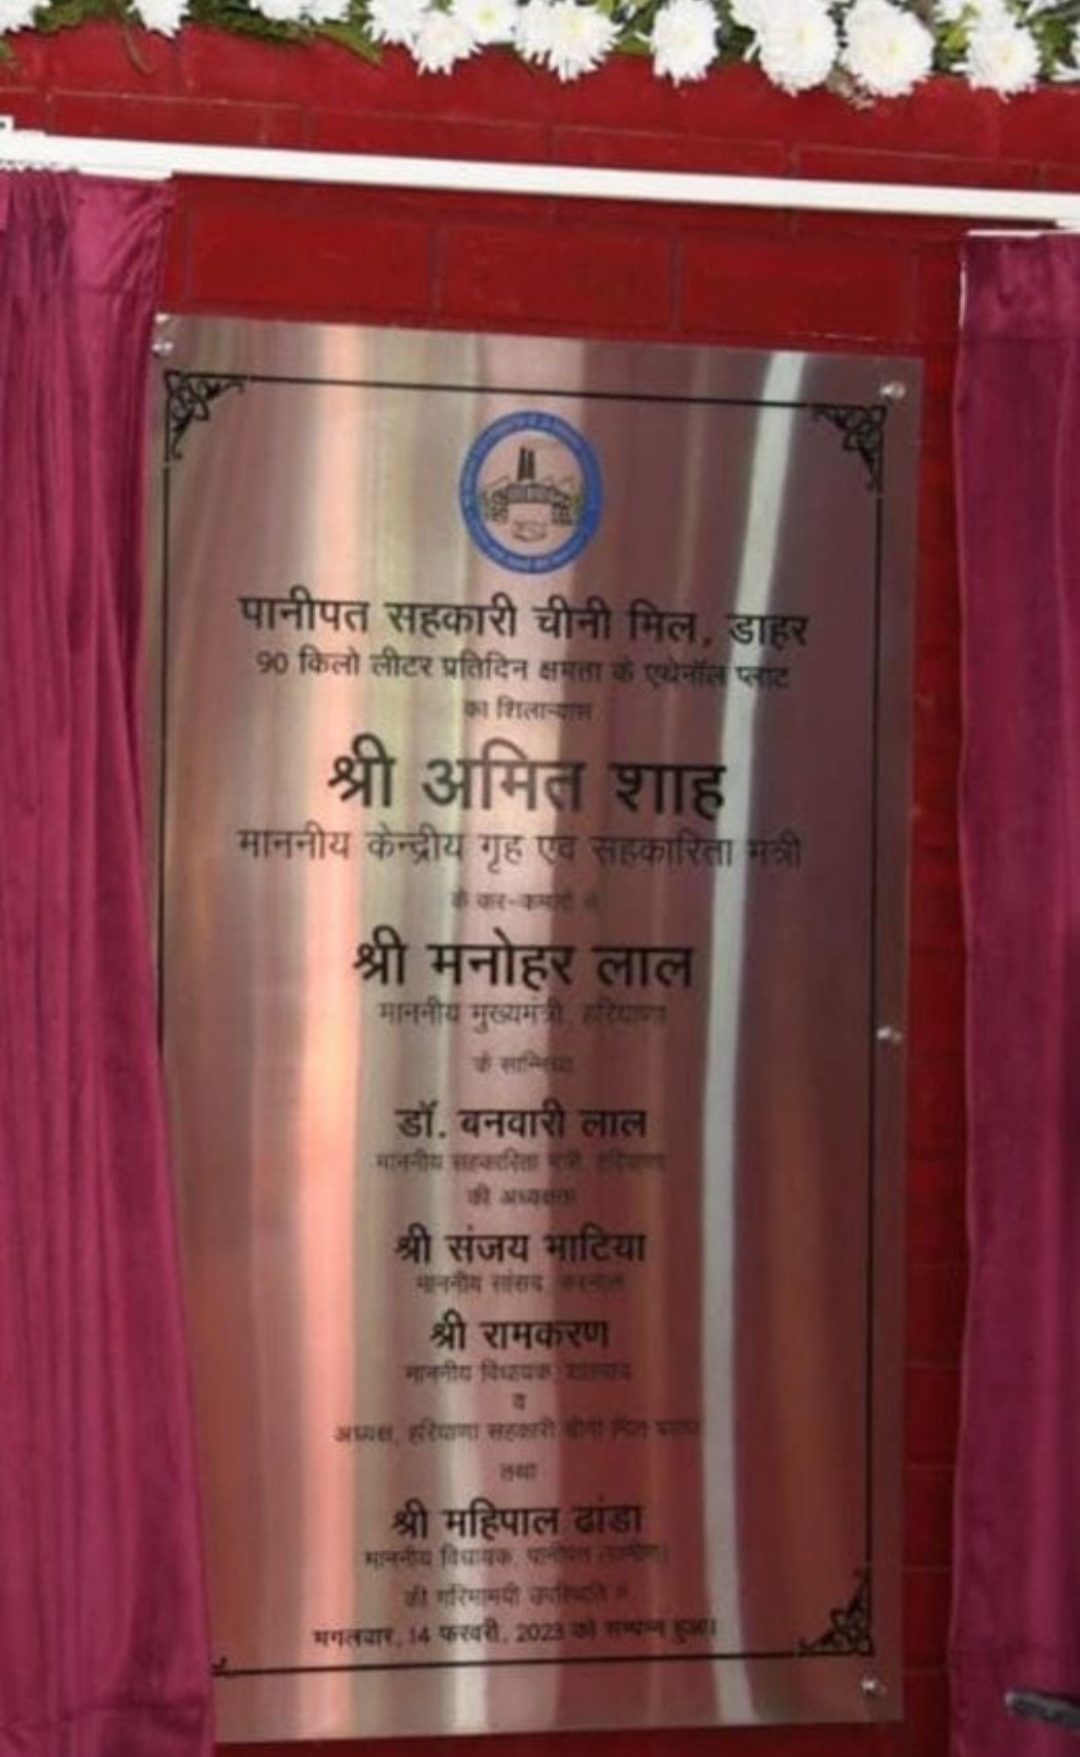 पानीपत सहकारी चीनी मिल, डाहर
90 किलो लीटर प्रतिदिन क्षमता के एथेनॉल प्लांट
का शिलान्यास
श्री अमित शाह
माननीय केन्द्रीय गृह एवं सहकारिता मंत्री
के कर-कमलों से
श्री मनोहर लाल
माननीय मुख्यमंत्री, हरियाणा
के सान्निध्य
डॉ. बनवारी लाल
माननीय सहकारिता मंत्री, हरियाणा
की अध्यक्षता
श्री संजय भाटिया
माननीय सांसद, करनाल
श्री रामकरण
माननीय विधायक,
व
अध्यक्ष, हरियाणा सहकारी चीनी मिल
तथा
श्री महिपाल ढांडा
माननीय विधायक, पानीपत (ग्रामीण)
की गरिमामयी उपस्थिति में
मंगलवार, 14 फरवरी, 2023 को सम्पन्न हुआ।